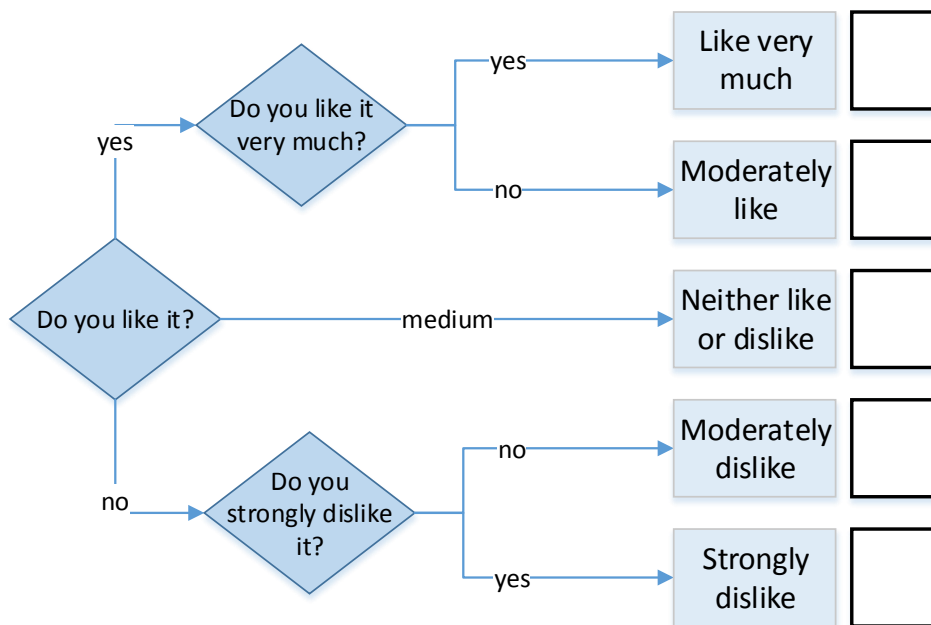 Like very
much
yes
Do you like it
very much?
yes
no
Moderately
like
Do you like it?
medium
Neither like
or dislike
no
Moderately
dislike
Do you
strongly dislike
it?
no
yes
Strongly
dislike